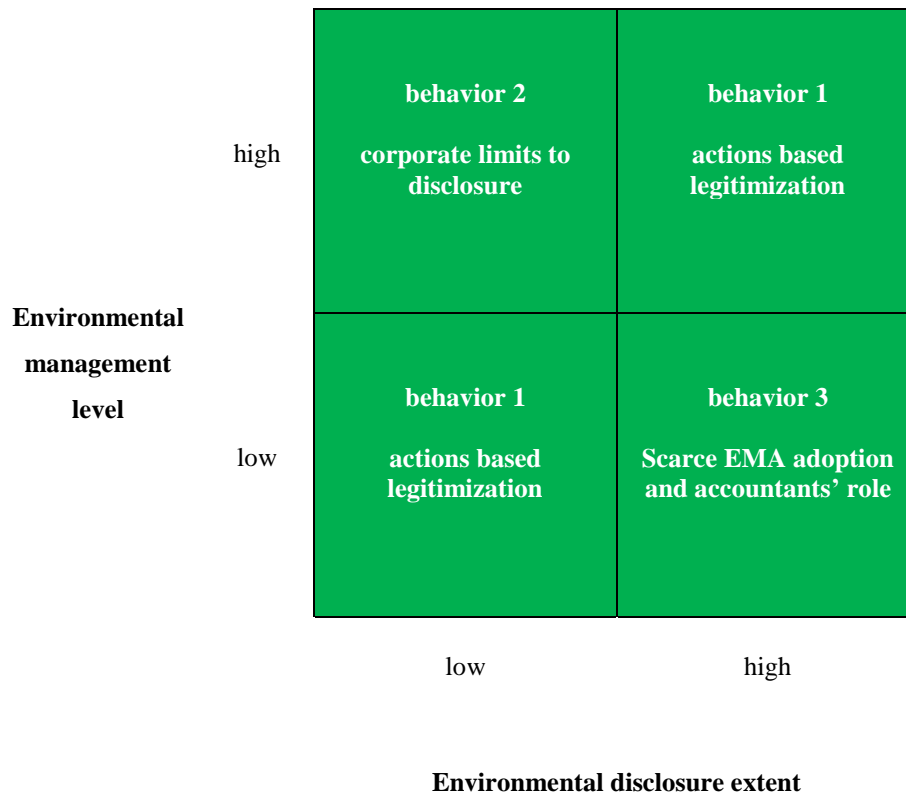 behavior 2
corporate limits to
disclosure
behavior 1
actions based
legitimization
high
Environmental
management
level
behavior 1
actions based
legitimization
behavior 3
Scarce EMA adoption
and accountants’ role
low
low
high
Environmental disclosure extent